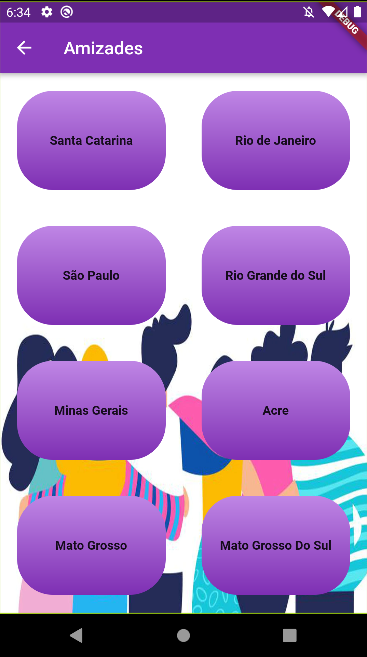 6:34
DEBUG
Amizades
Santa Catarina
Rio de Janeiro
São Paulo
Rio Grande do Sul
Minas Gerais
Acre
Mato Grosso
Mato Grosso Do Sul